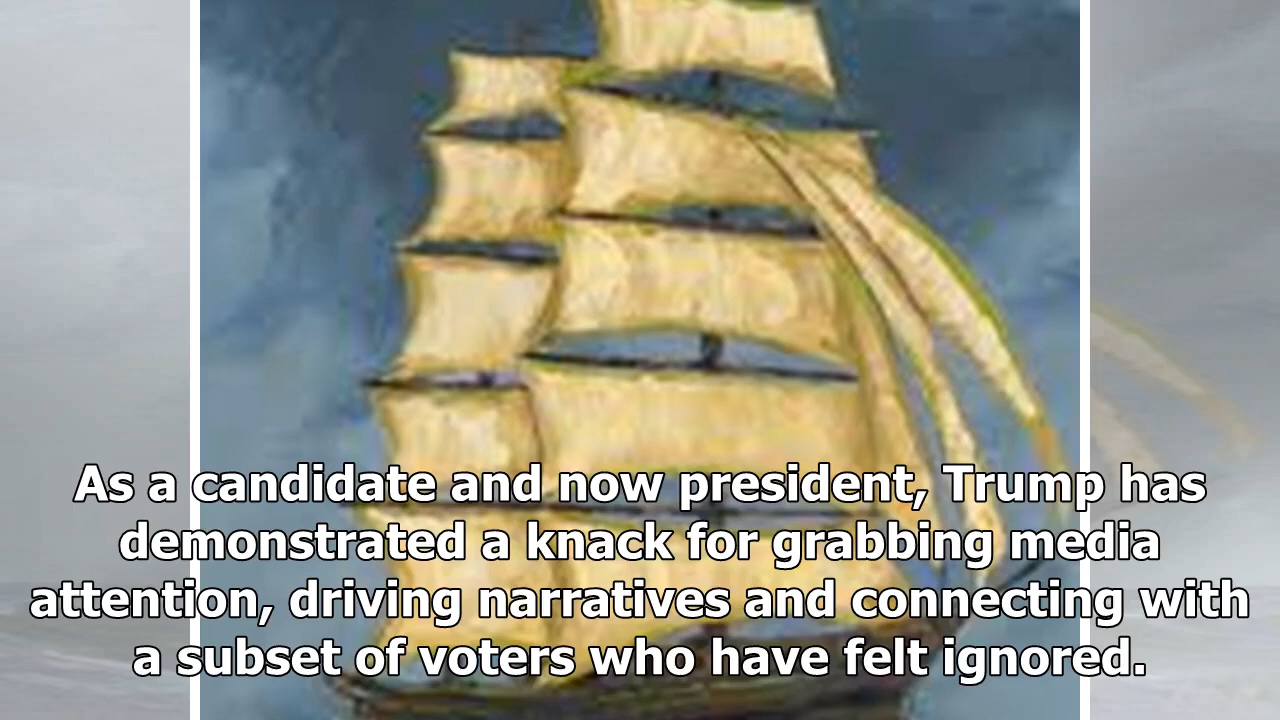 As a candidate and now president, Trump has
demonstrated a knack for grabbing media
attention, driving narratives and connecting with
a subset of voters who have felt ignored.